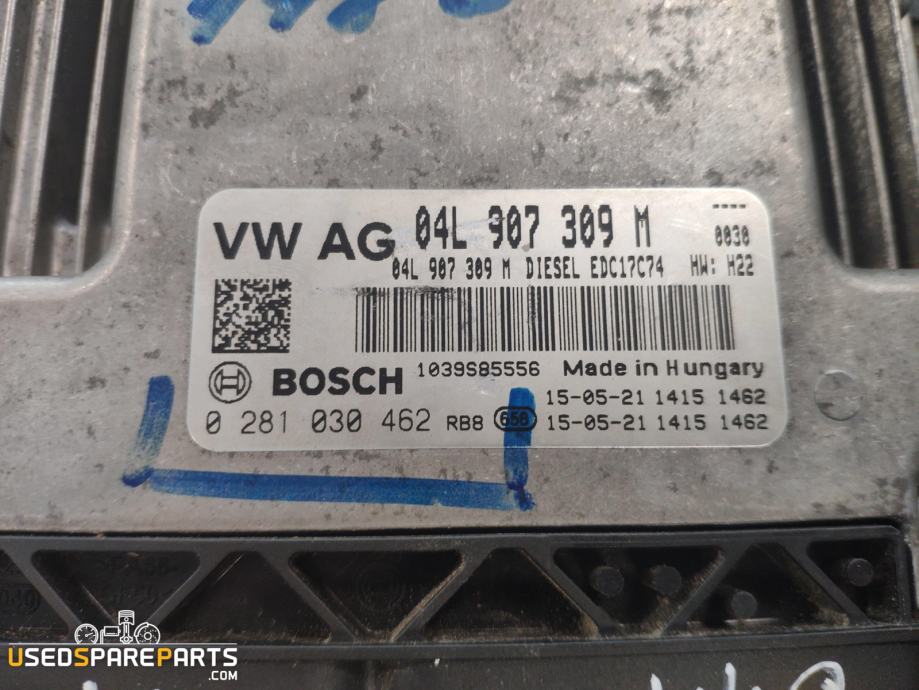 VW AG 04L 907 309 M
----
0030
04L 907 309 M DIESEL EDC17C74 HW: H22
BOSCH 1039S85556 Made in Hungary
15-05-21 1415 1462
0 281 030 462 RB8 658 15-05-21 1415 1462
USEDSPAREPARTS.COM